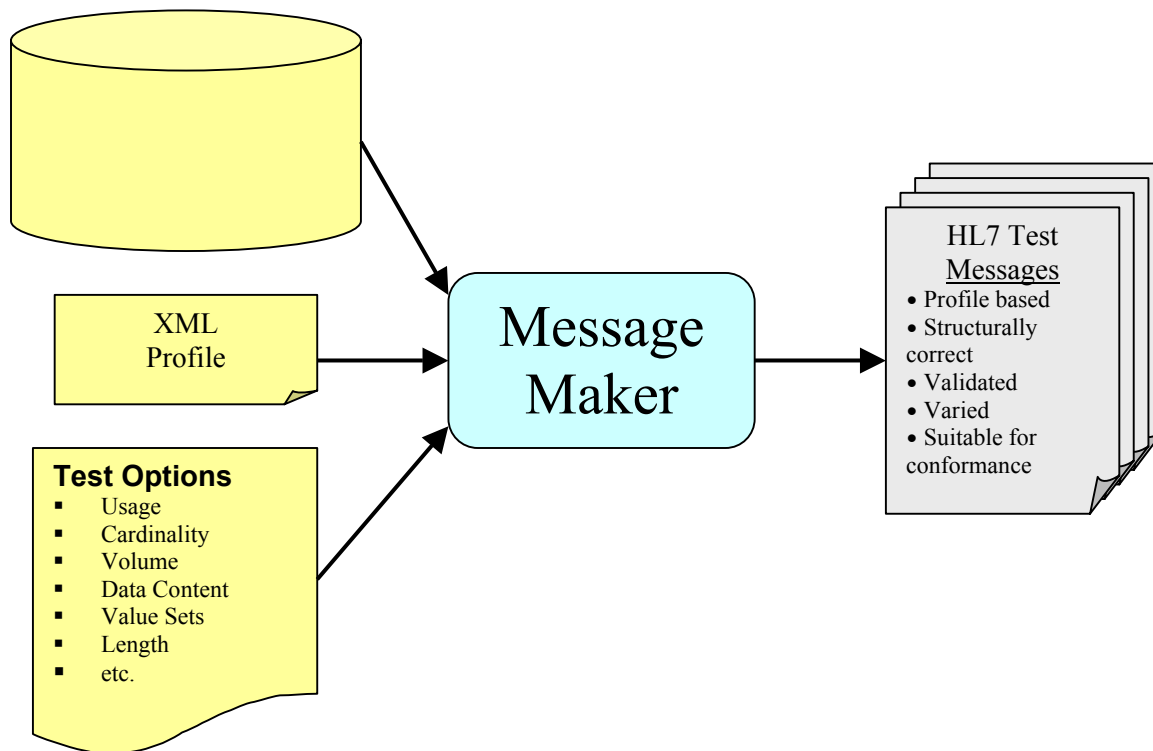 XML
Profile
Test Options
▪ Usage
▪ Cardinality
▪ Volume
▪ Data Content
▪ Value Sets
▪ Length
▪ etc.
Message
Maker
HL7 Test
Messages
• Profile based
• Structurally
correct
• Validated
• Varied
• Suitable for
conformance